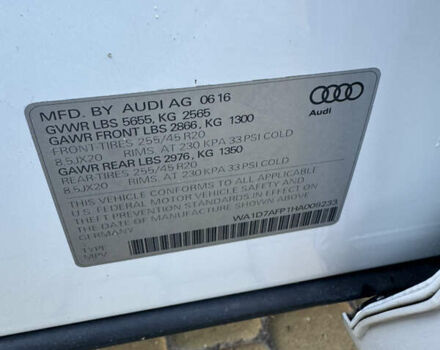 MFD. BY AUDI AG 0616
GVWR LBS 5655, KG 2565
GAWR FRONT LBS 2866, KG 1300
FRONT-TIRES 255/45 R20
8.5JX20 RIMS. AT 230 KPA 33 PSI COLD
GAWR REAR LBS 2976, KG 1350
REAR-TIRES 255/45 R20
8.5JX20 RIMS. AT 230 KPA 33 PSI COLD
THIS VEHICLE CONFORMS TO ALL APPLICABLE
U.S. FEDERAL MOTOR VEHICLE SAFETY AND
THEFT PREVENTION STANDARDS IN EFFECT ON
THE DATE OF MANUFACTURE SHOWN ABOVE.
GERMANY
WA1D7AFP1HA009233
TYPE
MPV
Audi